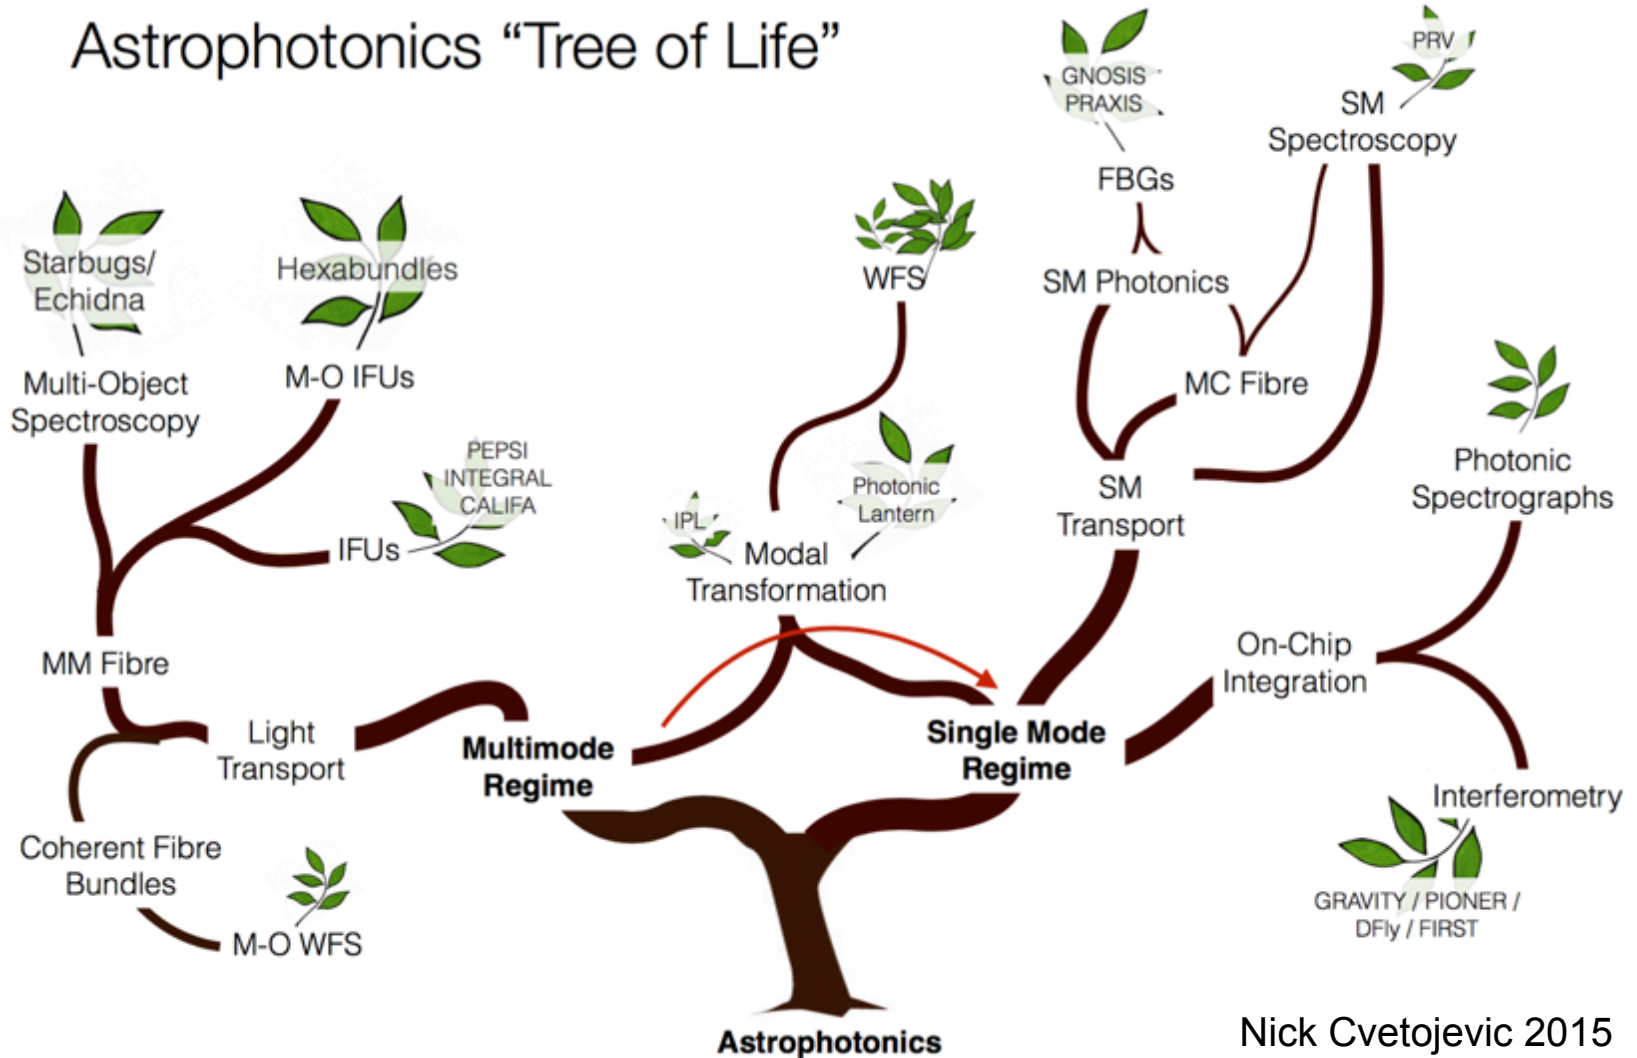 Astrophotonics “Tree of Life”
GNOSIS
PRAXIS
PRV
SM
Spectroscopy
FBGs
Starbugs/
Echidna
Hexabundles
WFS
SM Photonics
Multi-Object
Spectroscopy
M-O IFUs
MC Fibre
PEPSI
INTEGRAL
CALIFA
IFUs
IPL
Photonic
Lantern
Modal
Transformation
SM
Transport
Photonic
Spectrographs
MM Fibre
On-Chip
Integration
Light
Transport
Multimode
Regime
Single Mode
Regime
Interferometry
Coherent Fibre
Bundles
GRAVITY / PIONER /
DFly / FIRST
M-O WFS
Astrophotonics
Nick Cvetojevic 2015